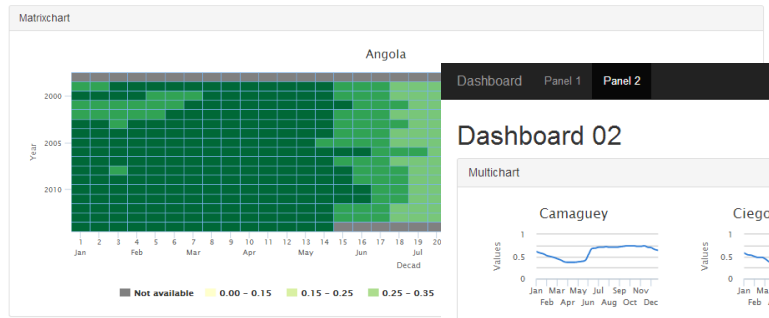 Matrixchart
Angola
Year
2000
2005
2010
1 2 3 4 5 6 7 8 9 10 11 12 13 14 15 16 17 18 19 20
Jan Feb Mar Apr May Jun Jul
Decad
Not available 0.00 - 0.15 0.15 - 0.25 0.25 - 0.35
Dashboard Panel 1 Panel 2
Dashboard 02
Multichart
Camaguey
Values
1
0.5
0
Jan Mar May Jul Sep Nov
Feb Apr Jun Aug Oct Dec
Ciego
Values
1
0.5
0
Jan Ma
Feb